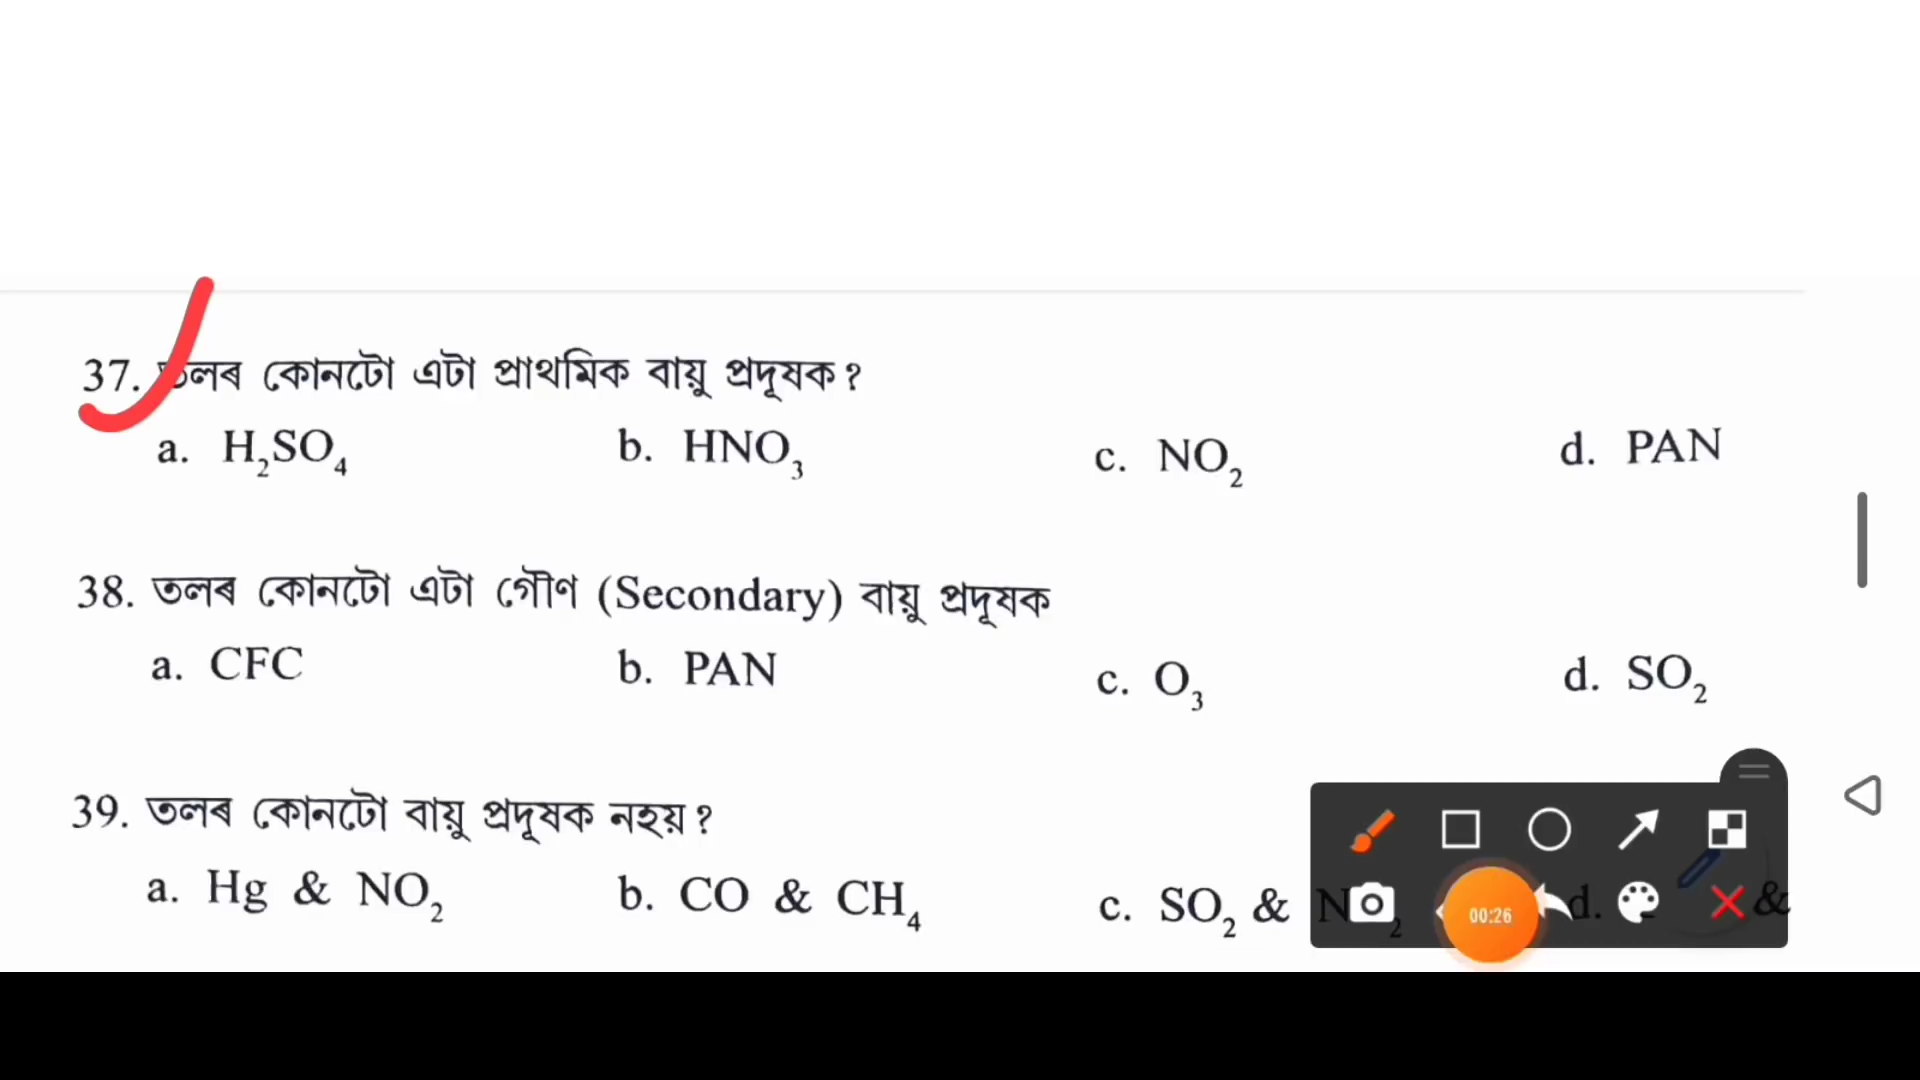 37. তলৰ কোনটো এটা প্ৰাথমিক বায়ু প্ৰদূষক?
a. H₂SO₄ b. HNO₃ c. NO₂ d. PAN
38. তলৰ কোনটো এটা গৌণ (Secondary) বায়ু প্ৰদূষক
a. CFC b. PAN c. O₃ d. SO₂
39. তলৰ কোনটো বায়ু প্ৰদূষক নহয়?
a. Hg & NO₂ b. CO & CH₄ c. SO₂ & d. &
00:26